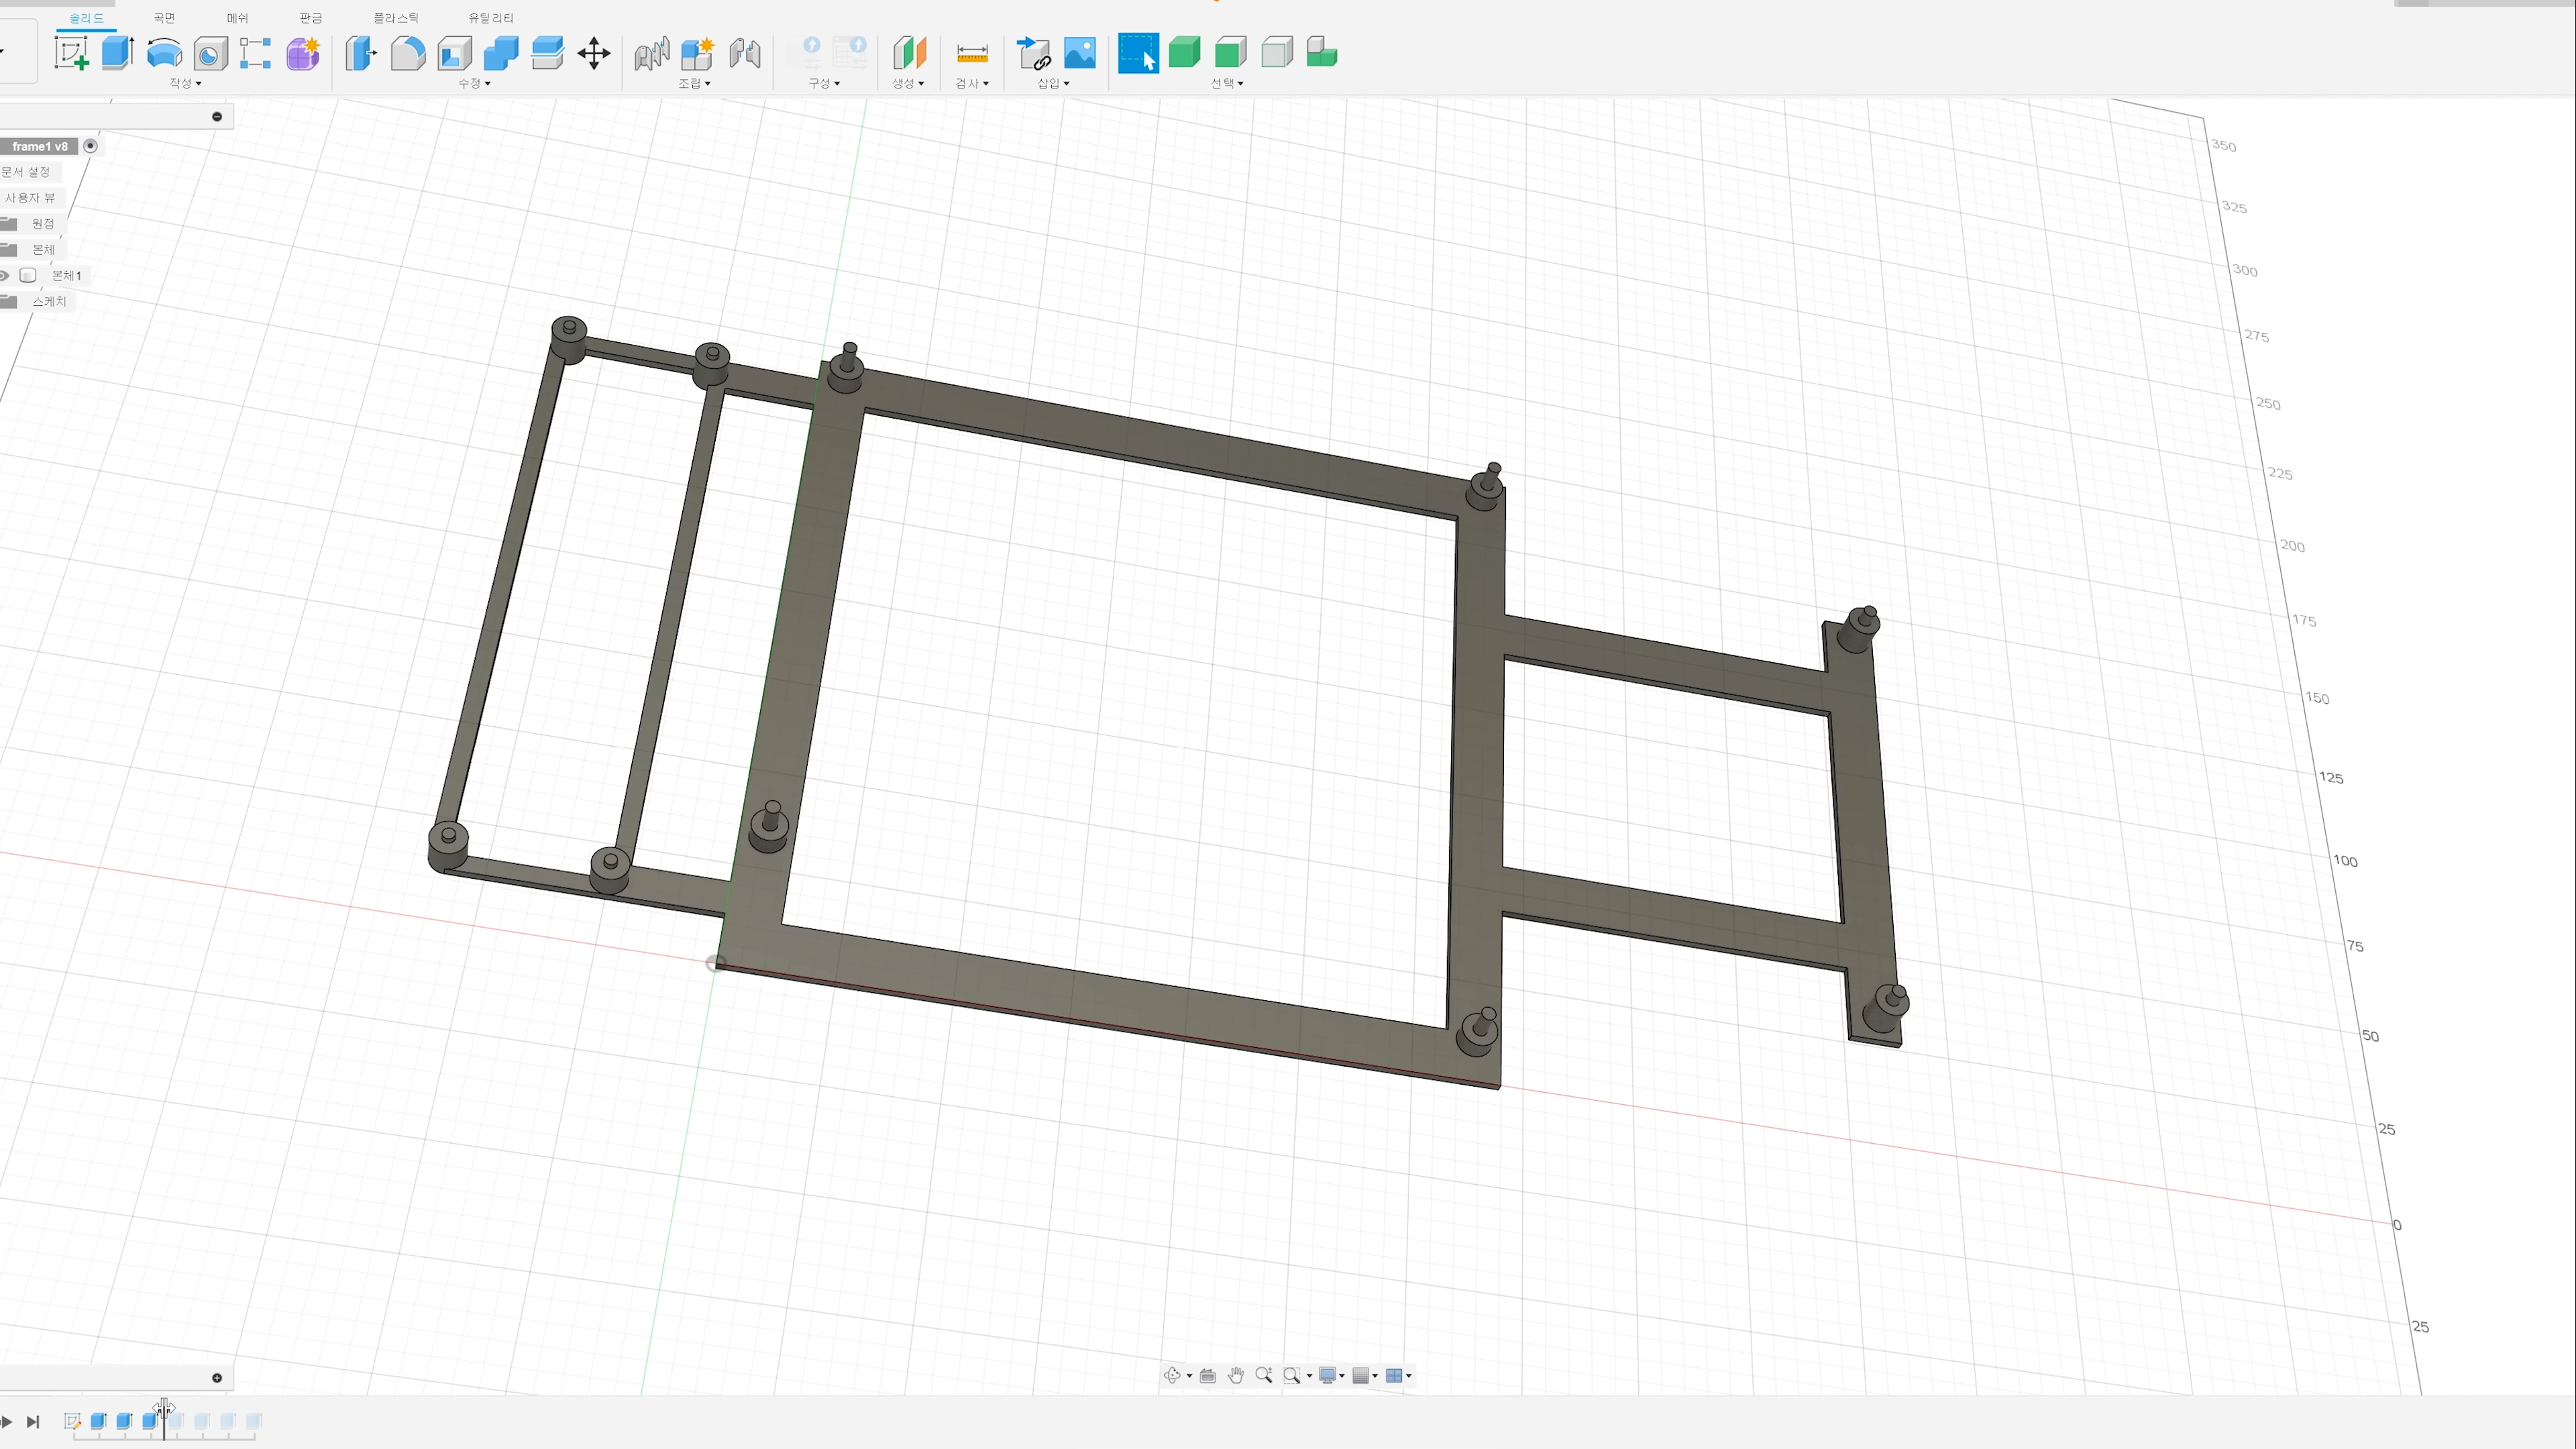 솔리드 곡면 메쉬 판금 플라스틱 유틸리티
작성 수정 조립 구성 생성 검사 삽입 선택
frame1 v8
문서 설정
사용자 뷰
원점
본체
본체1
스케치
350
325
300
275
250
225
200
175
150
125
100
75
50
25
0
25